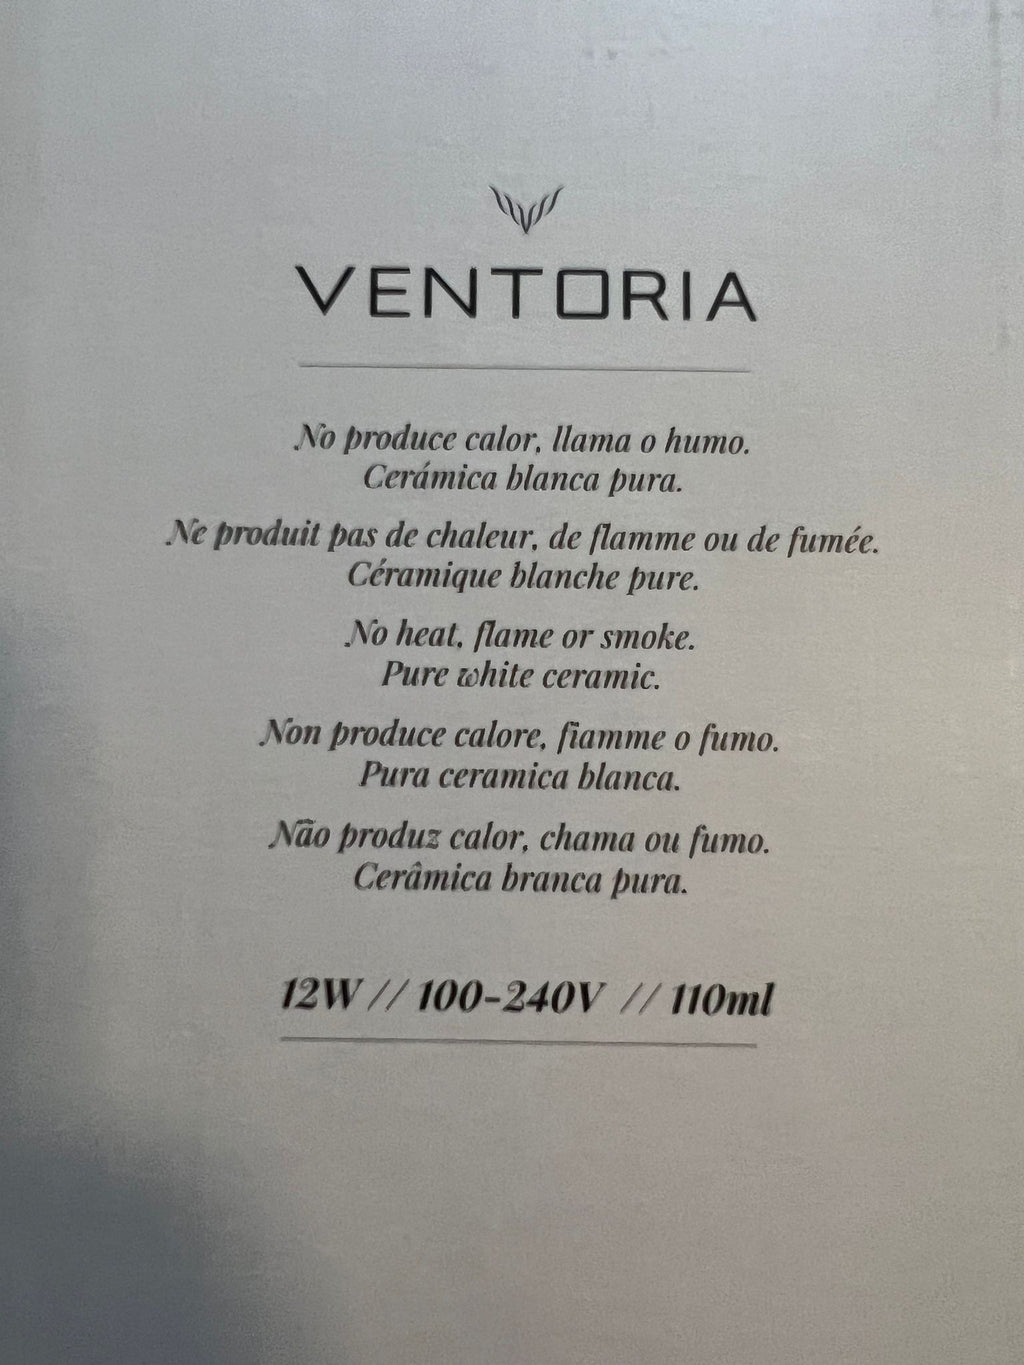 VENTORIA
No produce calor, llama o humo.
Cerámica blanca pura.
Ne produit pas de chaleur, de flamme ou de fumée.
Céramique blanche pure.
No heat, flame or smoke.
Pure white ceramic.
Non produce calore, fiamme o fumo.
Pura ceramica blanca.
Não produz calor, chama ou fumo.
Cerâmica branca pura.
12W // 100-240V // 110ml